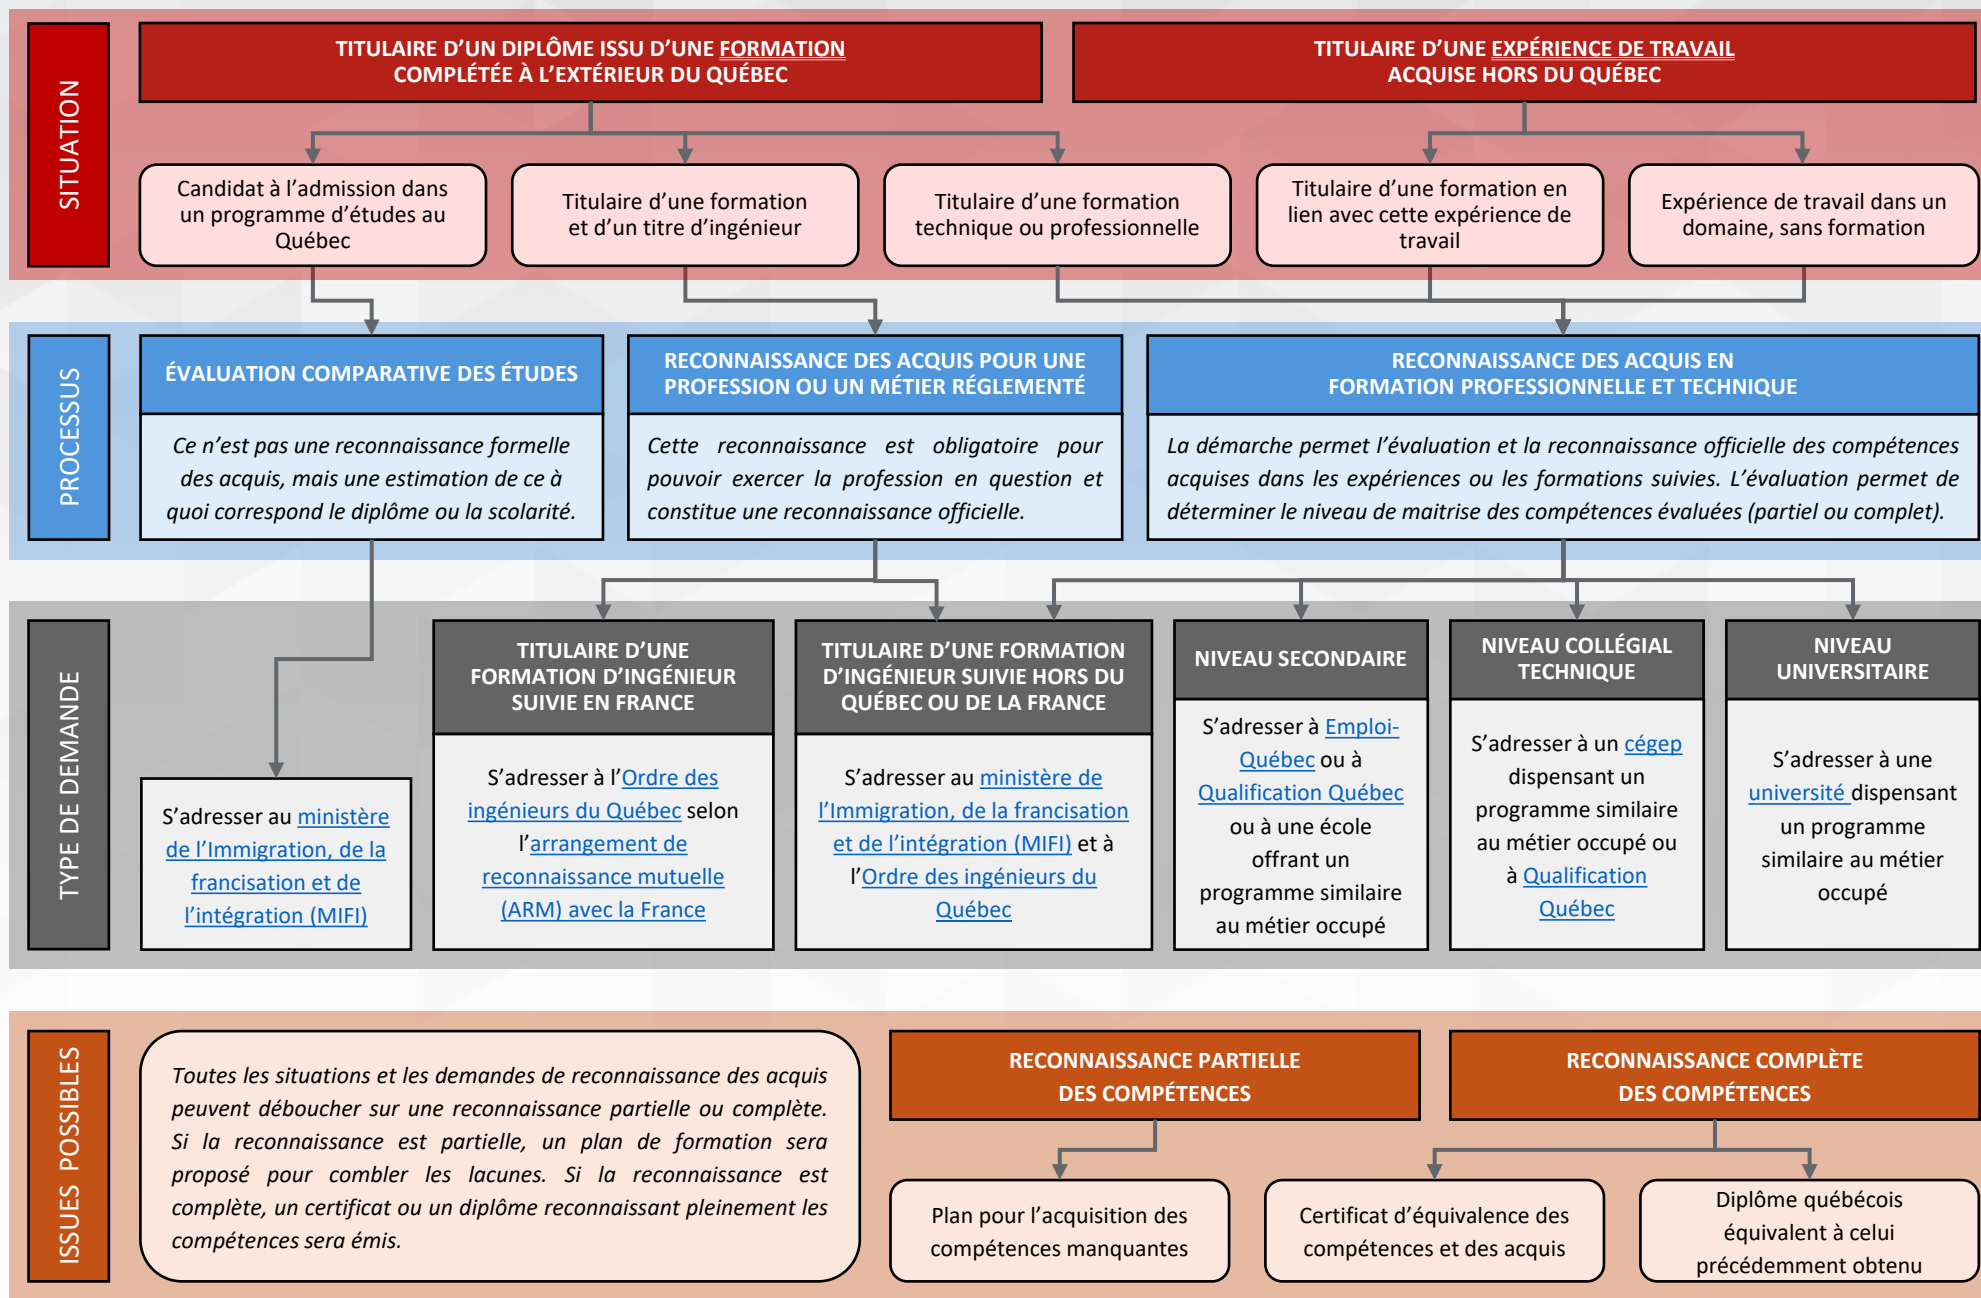 SITUATION
TITULAIRE D'UN DIPLÔME ISSU D'UNE FORMATION
COMPLÉTÉE À L'EXTÉRIEUR DU QUÉBEC
TITULAIRE D'UNE EXPÉRIENCE DE TRAVAIL
ACQUISE HORS DU QUÉBEC
Candidat à l'admission dans
un programme d'études au
Québec
Titulaire d'une formation
et d'un titre d'ingénieur
Titulaire d'une formation
technique ou professionnelle
Titulaire d'une formation en
lien avec cette expérience de
travail
Expérience de travail dans un
domaine, sans formation
PROCESSUS
ÉVALUATION COMPARATIVE DES ÉTUDES
Ce n'est pas une reconnaissance formelle
des acquis, mais une estimation de ce à
quoi correspond le diplôme ou la scolarité.
RECONNAISSANCE DES ACQUIS POUR UNE
PROFESSION OU UN MÉTIER RÉGLEMENTÉ
Cette reconnaissance est obligatoire pour
pouvoir exercer la profession en question et
constitue une reconnaissance officielle.
RECONNAISSANCE DES ACQUIS EN
FORMATION PROFESSIONNELLE ET TECHNIQUE
La démarche permet l'évaluation et la reconnaissance officielle des compétences
acquises dans les expériences ou les formations suivies. L'évaluation permet de
déterminer le niveau de maitrise des compétences évaluées (partiel ou complet).
TYPE DE DEMANDE
S'adresser au ministère
de l'Immigration, de la
francisation et de
l'intégration (MIFI)
TITULAIRE D'UNE
FORMATION D'INGÉNIEUR
SUIVIE EN FRANCE
S'adresser à l'Ordre des
ingénieurs du Québec selon
l'arrangement de
reconnaissance mutuelle
(ARM) avec la France
TITULAIRE D'UNE FORMATION
D'INGÉNIEUR SUIVIE HORS DU
QUÉBEC OU DE LA FRANCE
S'adresser au ministère de
l'Immigration, de la francisation
et de l'intégration (MIFI) et à
l'Ordre des ingénieurs du
Québec
NIVEAU SECONDAIRE
S'adresser à Emploi-
Québec ou à
Qualification Québec
ou à une école
offrant un
programme similaire
au métier occupé
NIVEAU COLLÉGIAL
TECHNIQUE
S'adresser à un cégep
dispensant un
programme similaire
au métier occupé ou
à Qualification
Québec
NIVEAU
UNIVERSITAIRE
S'adresser à une
université dispensant
un programme
similaire au métier
occupé
ISSUES POSSIBLES
Toutes les situations et les demandes de reconnaissance des acquis
peuvent déboucher sur une reconnaissance partielle ou complète.
Si la reconnaissance est partielle, un plan de formation sera
proposé pour combler les lacunes. Si la reconnaissance est
complète, un certificat ou un diplôme reconnaissant pleinement les
compétences sera émis.
RECONNAISSANCE PARTIELLE
DES COMPÉTENCES
RECONNAISSANCE COMPLÈTE
DES COMPÉTENCES
Plan pour l'acquisition des
compétences manquantes
Certificat d'équivalence des
compétences et des acquis
Diplôme québécois
équivalent à celui
précédemment obtenu